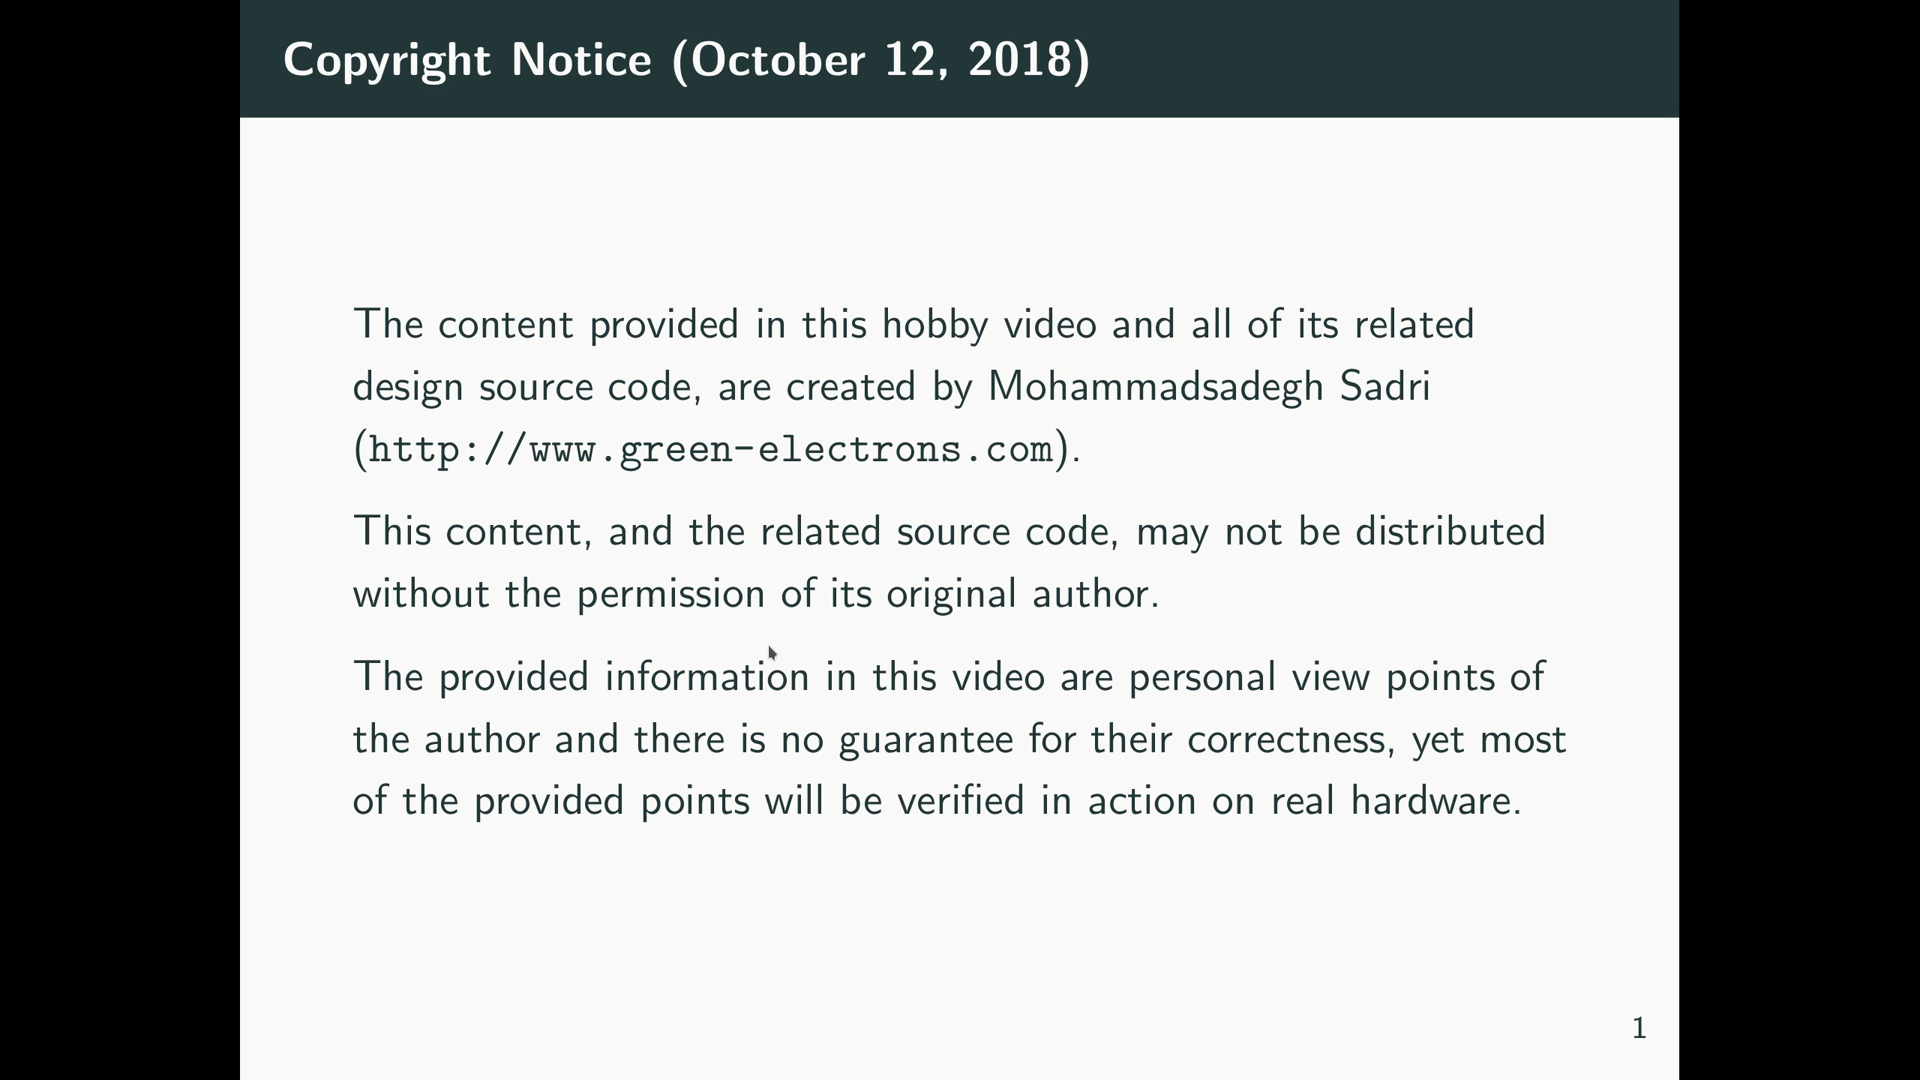 Copyright Notice (October 12, 2018)
The content provided in this hobby video and all of its related
design source code, are created by Mohammadsadegh Sadri
(http://www.green-electrons.com).
This content, and the related source code, may not be distributed
without the permission of its original author.
The provided information in this video are personal view points of
the author and there is no guarantee for their correctness, yet most
of the provided points will be verified in action on real hardware.
1